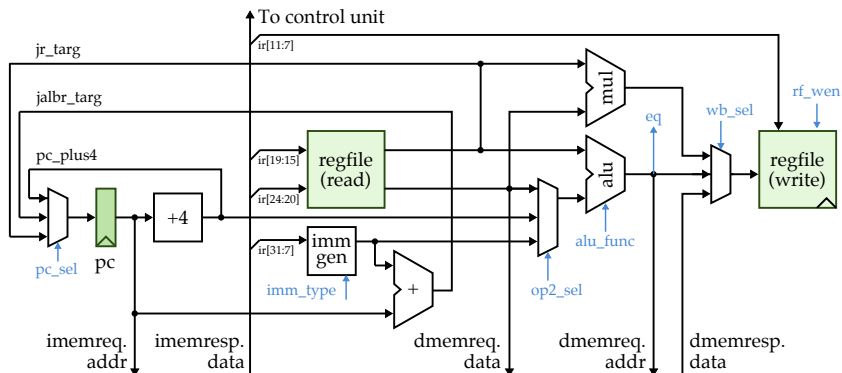 To control unit
ir[11:7]
jr_targ
mul
jalbr_targ
eq
wb_sel
rf_wen
pc_plus4
ir[19:15]
regfile
(read)
alu
regfile
(write)
ir[24:20]
+4
pc
pc_sel
ir[31:7]
imm
gen
alu_func
imm_type
+
op2_sel
imemreq.
addr
imemresp.
data
dmemreq.
data
dmemreq.
addr
dmemresp.
data